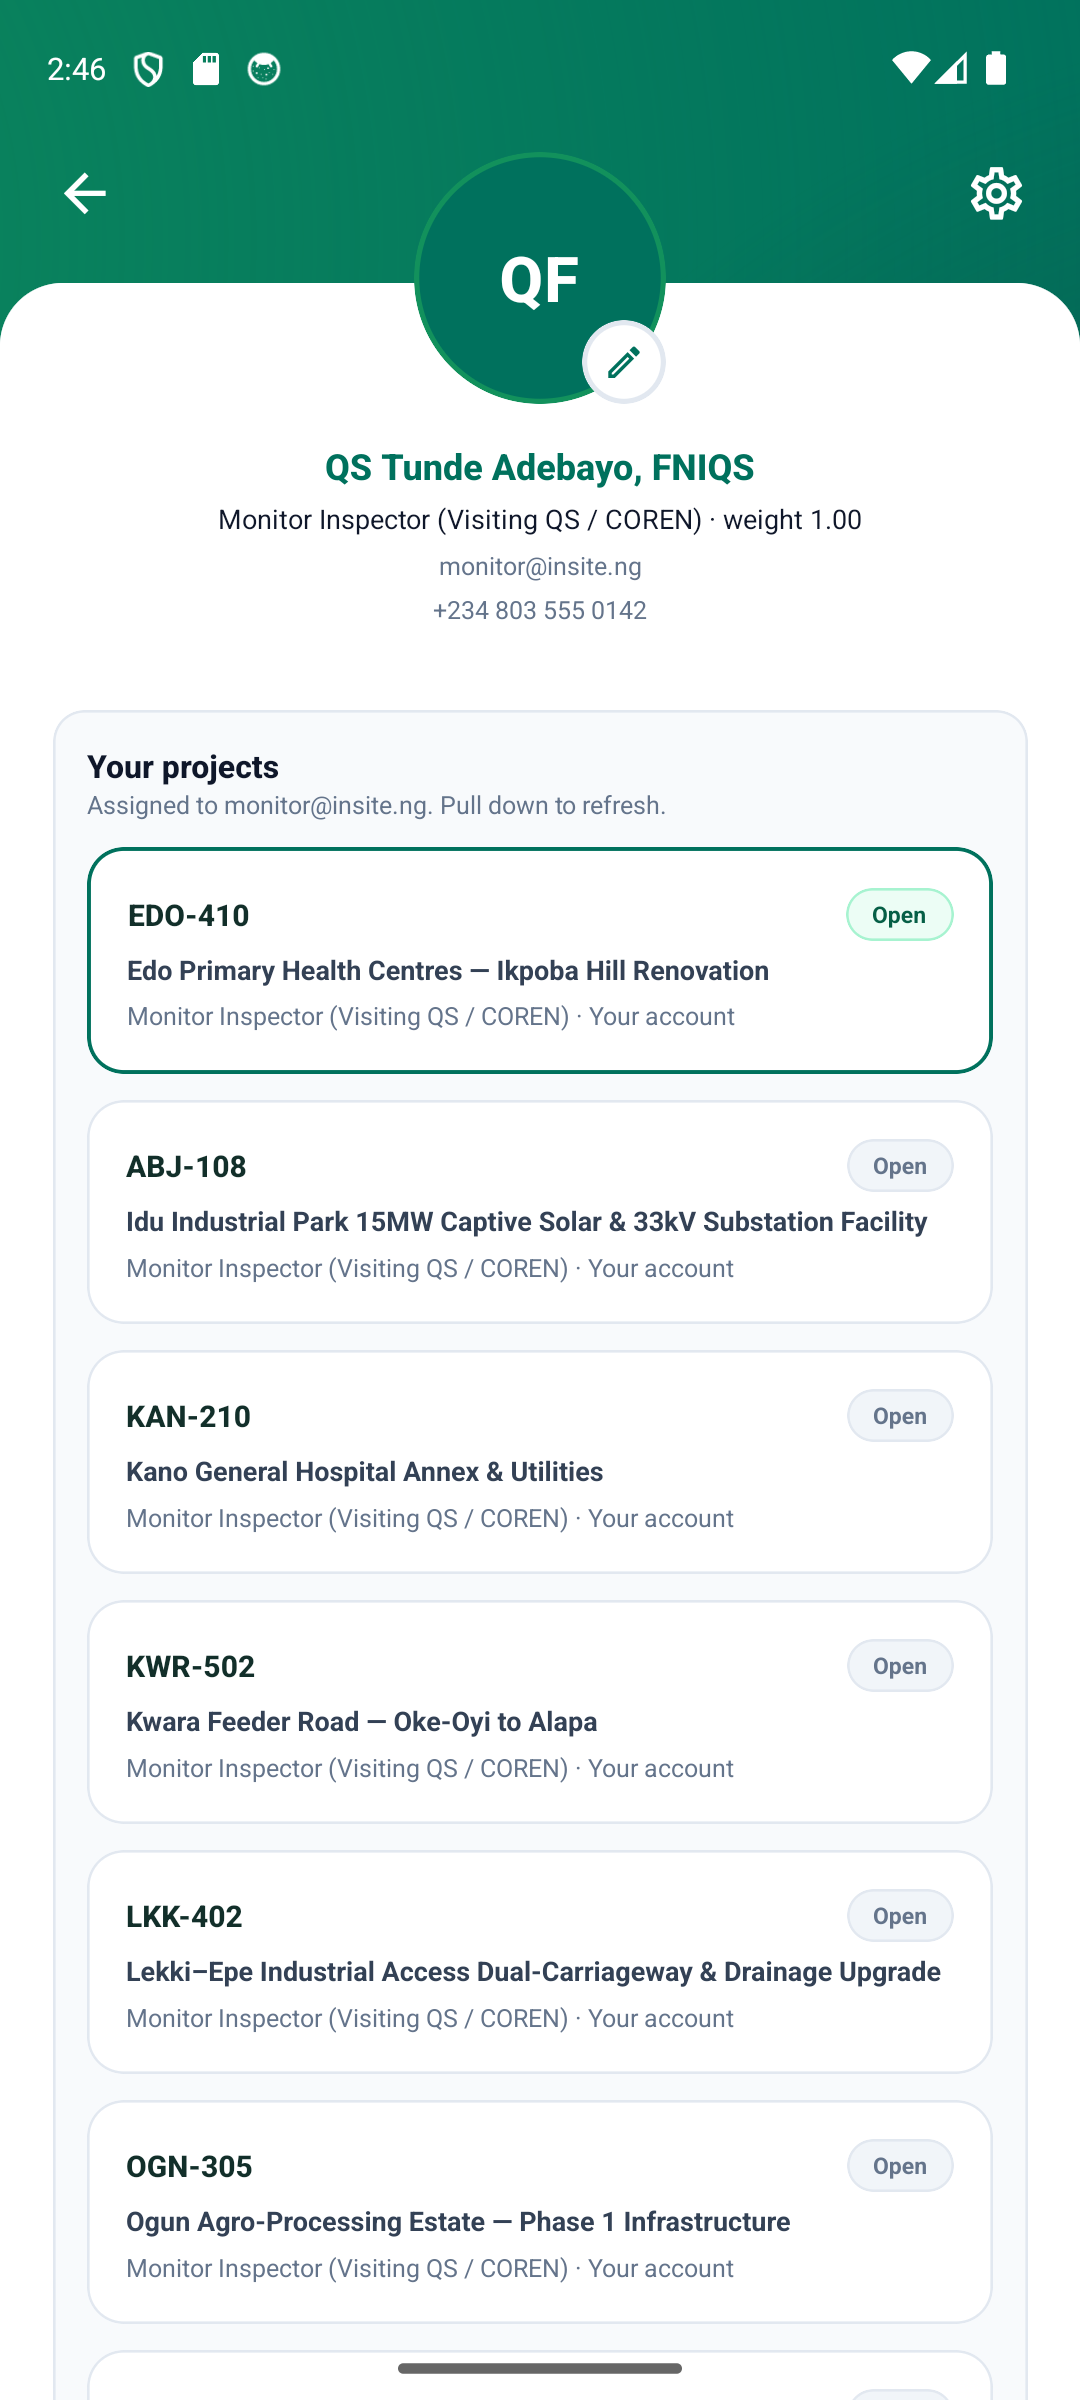 2:46
QF
QS Tunde Adebayo, FNIQS
Monitor Inspector (Visiting QS / COREN) · weight 1.00
monitor@insite.ng
+234 803 555 0142
Your projects
Assigned to monitor@insite.ng. Pull down to refresh.
EDO-410
Open
Edo Primary Health Centres — Ikpoba Hill Renovation
Monitor Inspector (Visiting QS / COREN) · Your account
ABJ-108
Open
Idu Industrial Park 15MW Captive Solar & 33kV Substation Facility
Monitor Inspector (Visiting QS / COREN) · Your account
KAN-210
Open
Kano General Hospital Annex & Utilities
Monitor Inspector (Visiting QS / COREN) · Your account
KWR-502
Open
Kwara Feeder Road — Oke-Oyi to Alapa
Monitor Inspector (Visiting QS / COREN) · Your account
LKK-402
Open
Lekki–Epe Industrial Access Dual-Carriageway & Drainage Upgrade
Monitor Inspector (Visiting QS / COREN) · Your account
OGN-305
Open
Ogun Agro-Processing Estate — Phase 1 Infrastructure
Monitor Inspector (Visiting QS / COREN) · Your account